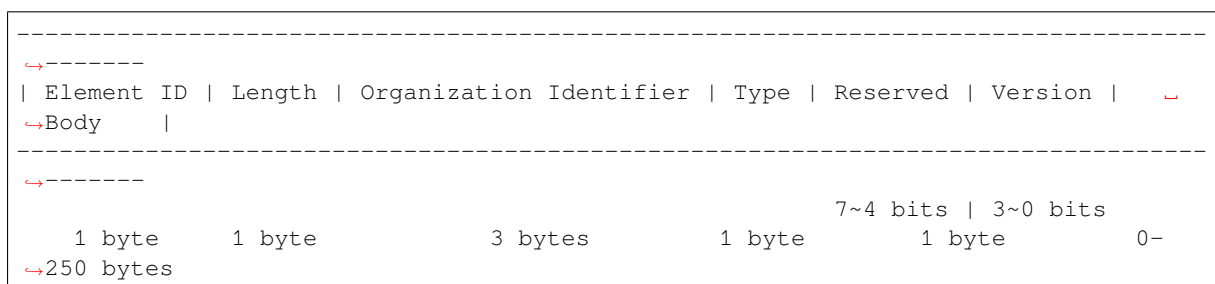 ------------------------------------------------------------------------------------
↪-------
| Element ID | Length | Organization Identifier | Type | Reserved | Version |   ␣
↪Body    |
------------------------------------------------------------------------------------
↪-------
                                                          7~4 bits | 3~0 bits
    1 byte     1 byte            3 bytes         1 byte        1 byte         0-
↪250 bytes